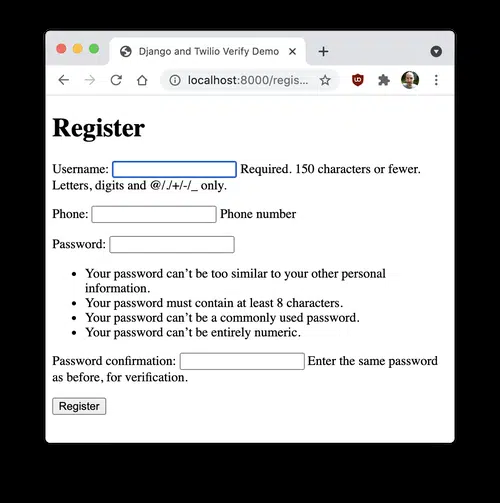 Django and Twilio Verify Demo
localhost:8000/regis...
Register
Username: Required. 150 characters or fewer.
Letters, digits and @/./+/-/_ only.
Phone: Phone number
Password:
Your password can’t be too similar to your other personal
information.
Your password must contain at least 8 characters.
Your password can’t be a commonly used password.
Your password can’t be entirely numeric.
Password confirmation: Enter the same password
as before, for verification.
Register